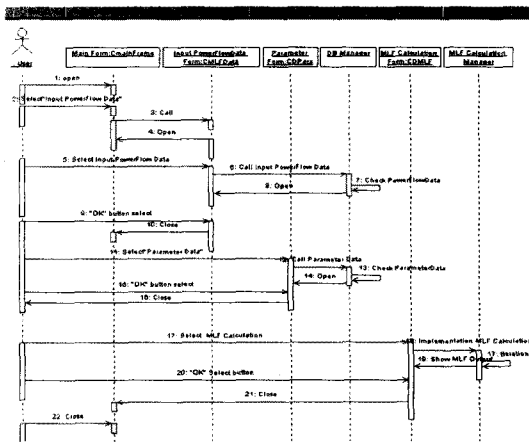 User
Main Form:CmainFrame
Input PowerFlowData
Form:CMLFData
Parameter
Form:CDPara
DB Manager
MLF Calculation
Form:CDMLF
MLF Calculation
Manager
1: open
2: Select"Input PowerFlow Data"
3: Call
4: Open
5: Select InputPowerFlow Data
6: Call Input PowerFlow Data
7: Check PowerFlowData
8: Open
9: "OK" button select
10: Close
11: Select"Parameter Data"
12: Call Parameter Data
13: Check ParameterData
14: Open
15: "OK" button select
16: Close
17: Select MLF Calculation
18: Implementation MLF Calculation
17: Iteration
19: Show MLF Output
20: "OK" Select button
21: Close
22: Close